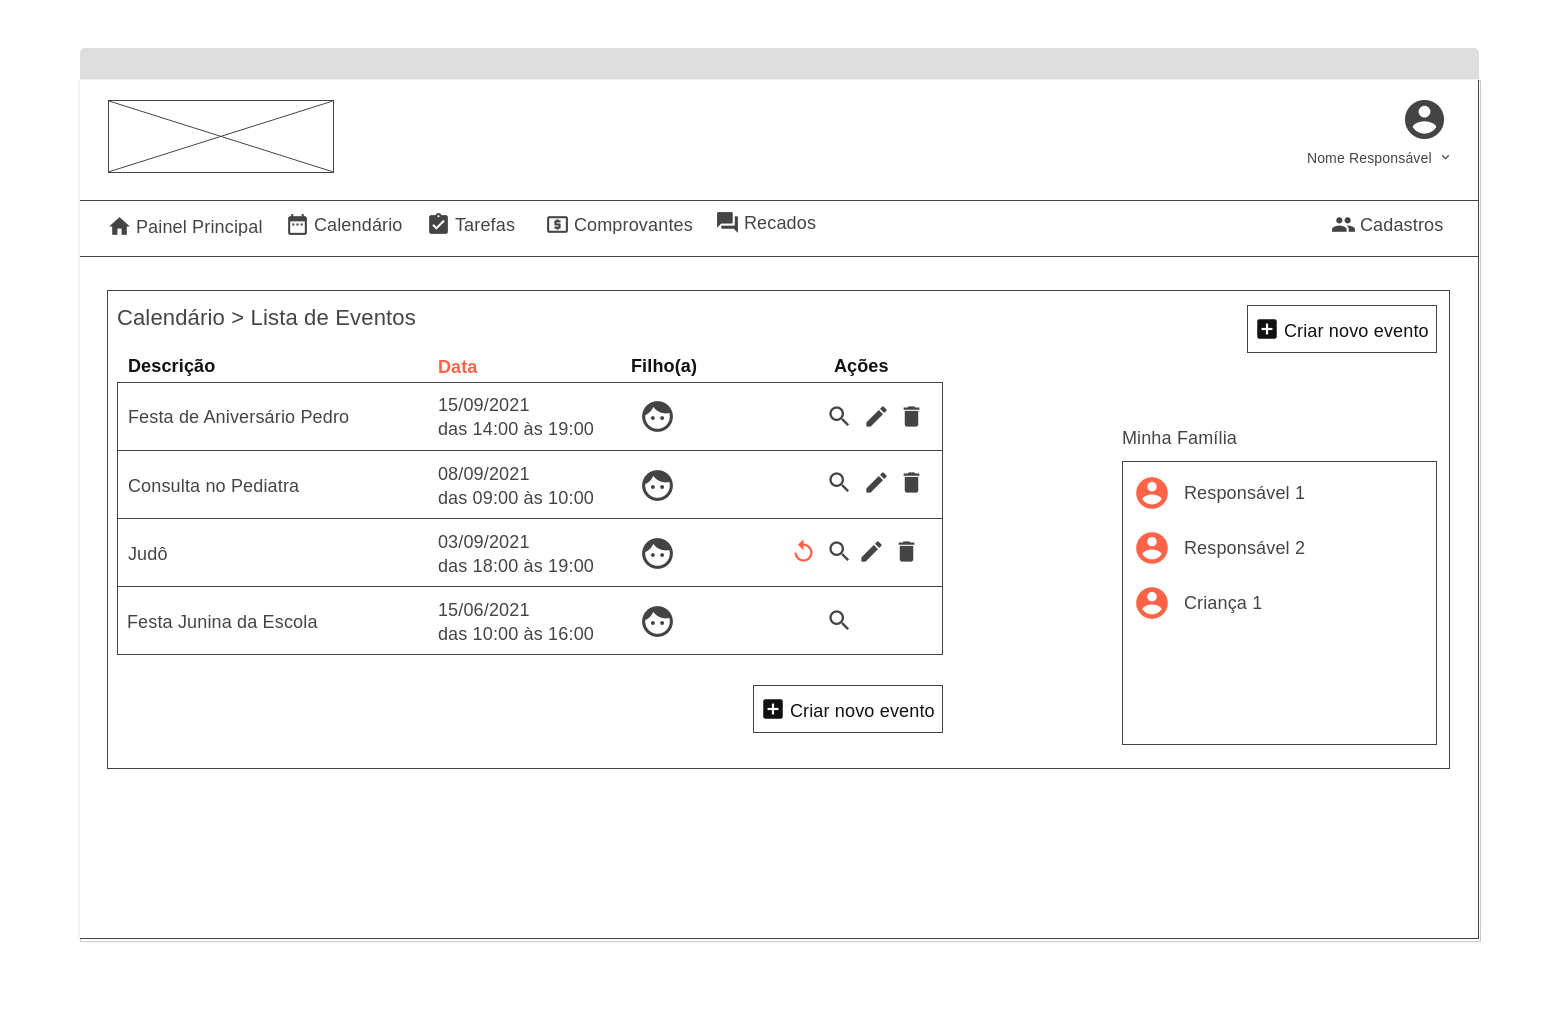 Nome Responsável
Painel Principal
Calendário
Tarefas
Comprovantes
Recados
Cadastros
Calendário > Lista de Eventos
Criar novo evento
Descrição
Data
Filho(a)
Ações
Festa de Aniversário Pedro
15/09/2021
das 14:00 às 19:00
Consulta no Pediatra
08/09/2021
das 09:00 às 10:00
Judô
03/09/2021
das 18:00 às 19:00
Festa Junina da Escola
15/06/2021
das 10:00 às 16:00
Criar novo evento
Minha Família
Responsável 1
Responsável 2
Criança 1